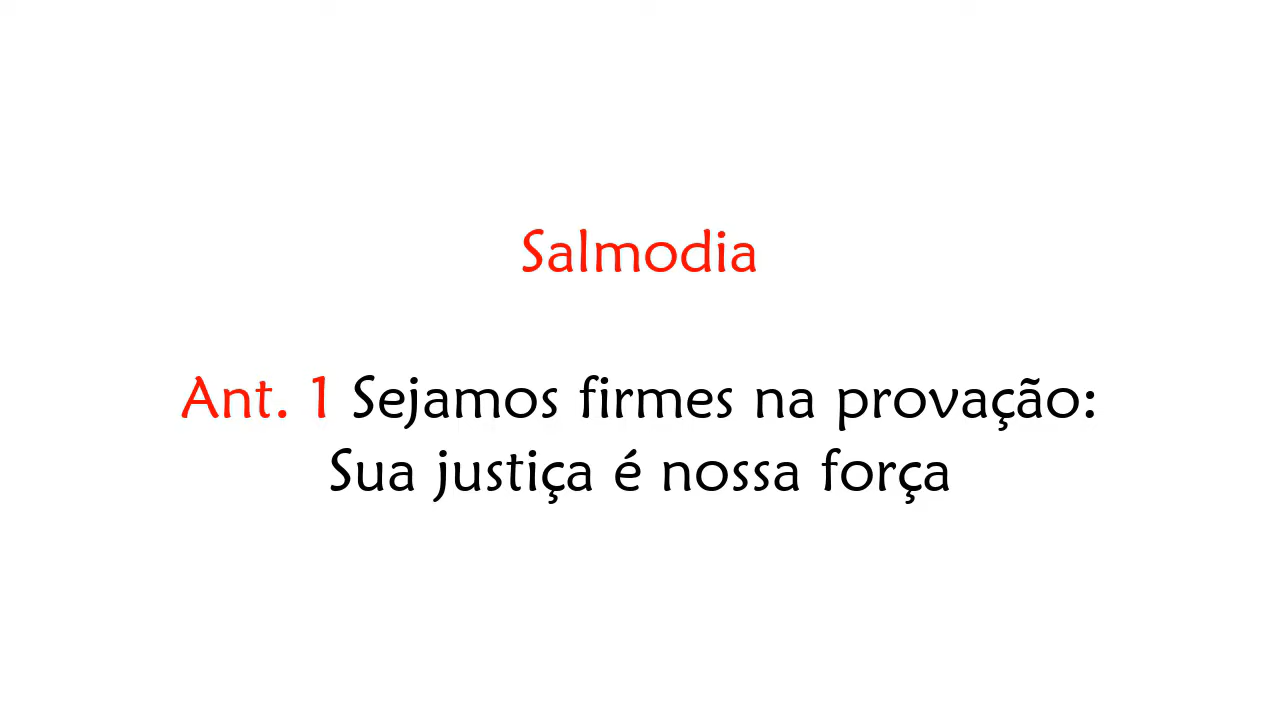 Salmodia
Ant. 1 Sejamos firmes na provação:
Sua justiça é nossa força